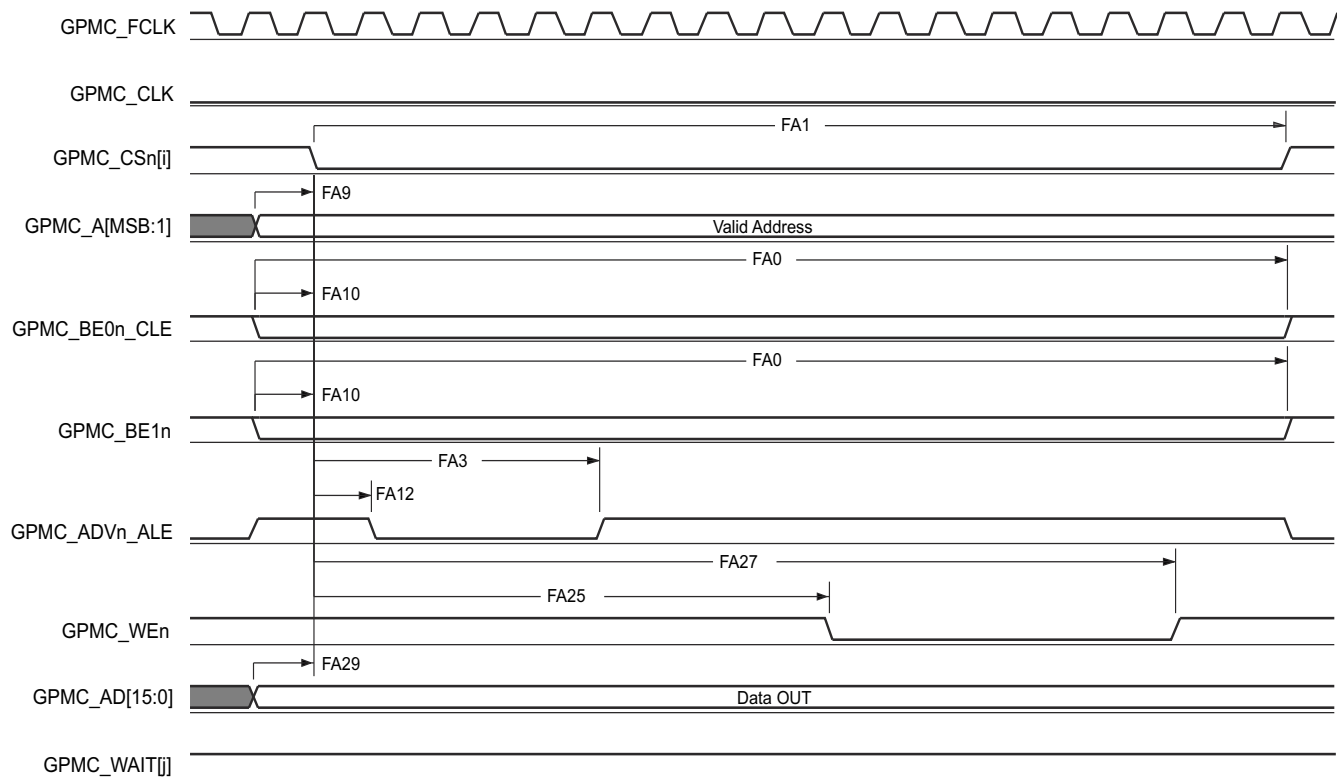 GPMC_FCLK
GPMC_CLK
FA1
GPMC_CSn[i]
FA9
GPMC_A[MSB:1]
Valid Address
FA0
FA10
GPMC_BE0n_CLE
FA0
FA10
GPMC_BE1n
FA3
FA12
GPMC_ADVn_ALE
FA27
FA25
GPMC_WEn
FA29
GPMC_AD[15:0]
Data OUT
GPMC_WAIT[j]